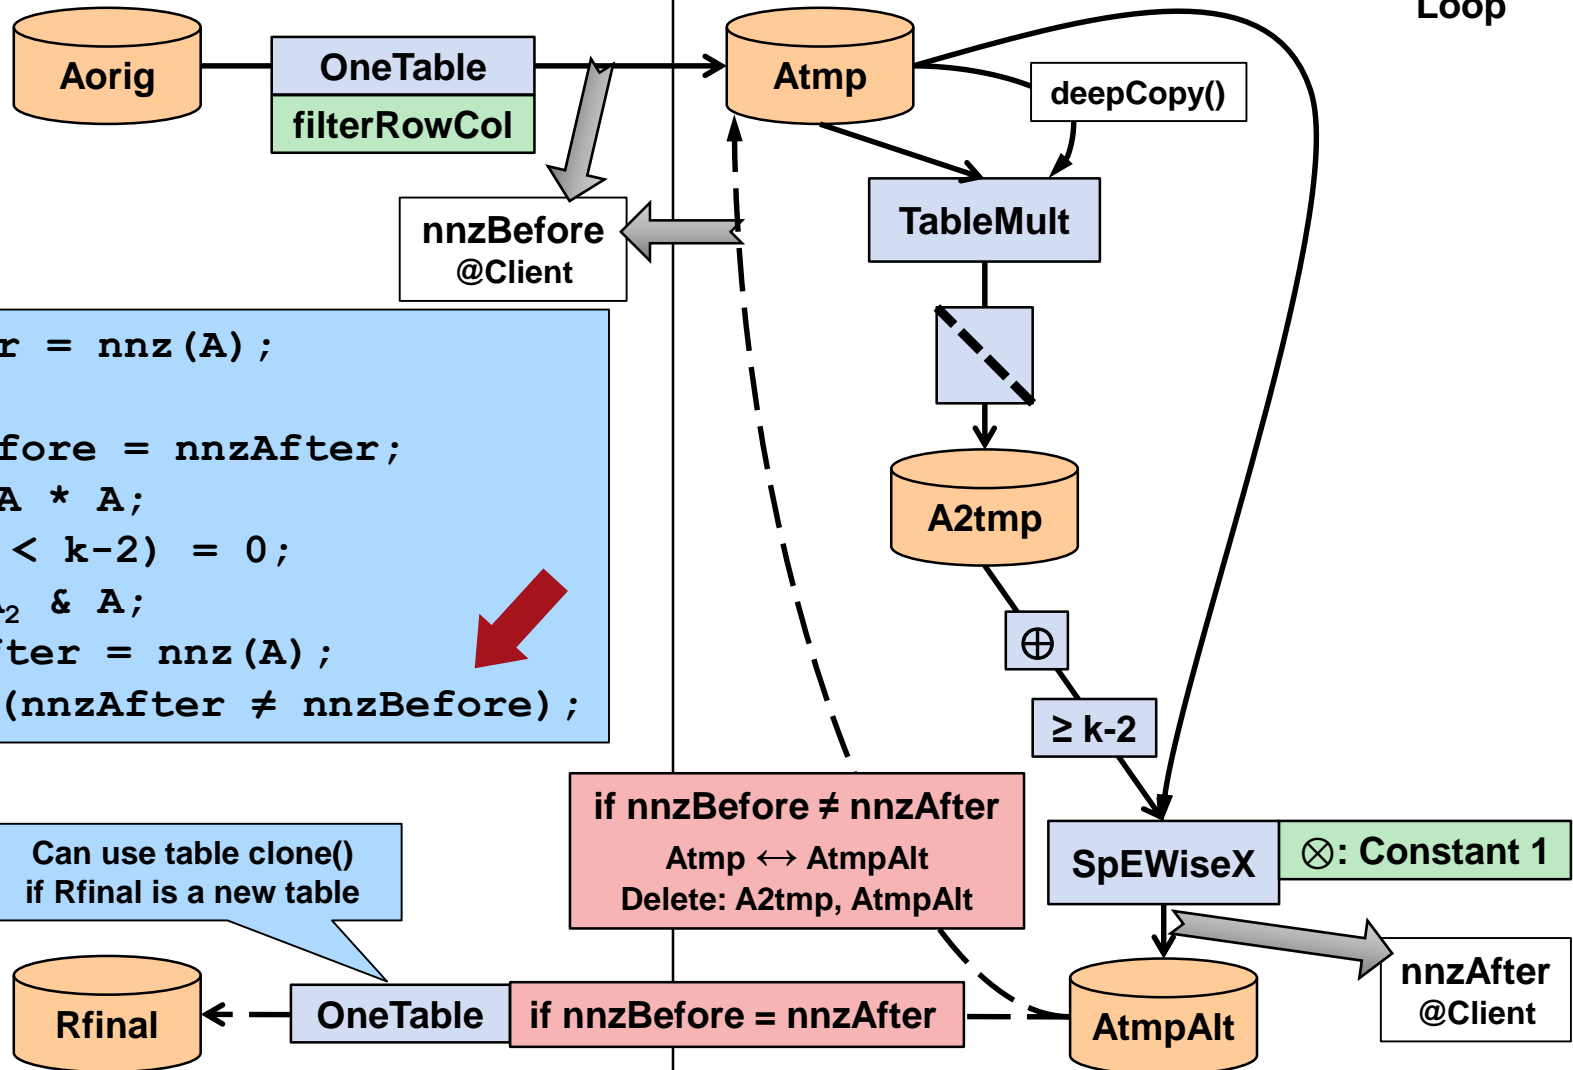 Loop
Aorig
OneTable
filterRowCol
Atmp
deepCopy()
nnzBefore
@Client
TableMult
r = nnz(A);
fore = nnzAfter;
A * A;
< k-2) = 0;
A₂ & A;
ter = nnz(A);
(nnzAfter ≠ nnzBefore);
A2tmp
⊕
≥ k-2
if nnzBefore ≠ nnzAfter
Atmp ↔ AtmpAlt
Delete: A2tmp, AtmpAlt
SpEWiseX
⊗: Constant 1
Can use table clone()
if Rfinal is a new table
nnzAfter
@Client
Rfinal
OneTable
if nnzBefore = nnzAfter
AtmpAlt